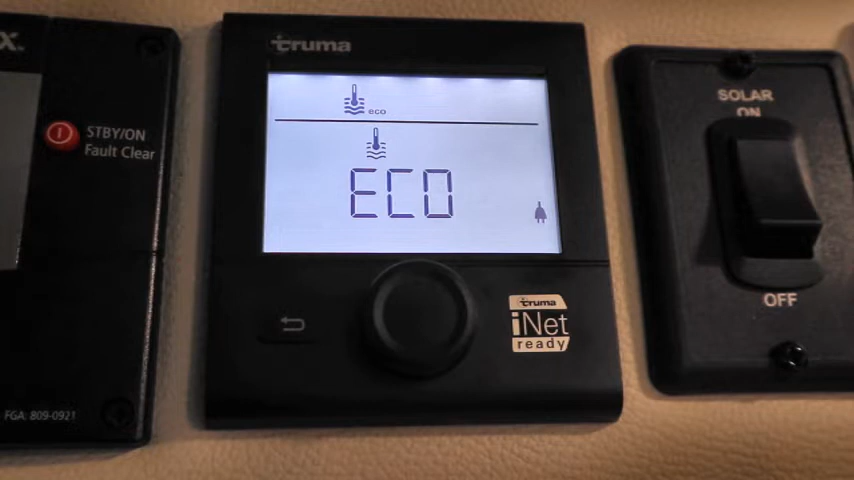 STBY/ON
Fault Clear
FGA: 809-0921
truma
eco
ECO
truma
iNet
ready
SOLAR
ON
OFF